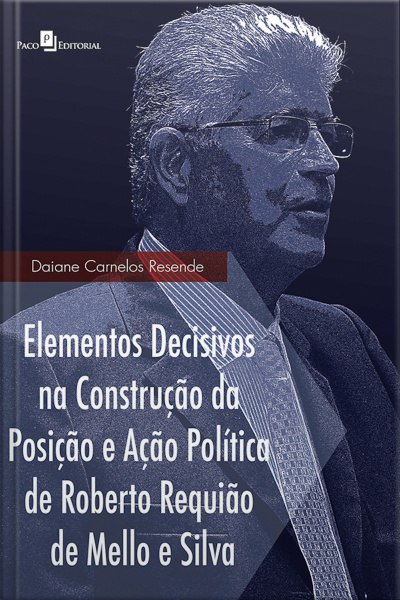 PACO P EDITORIAL
Daiane Carnelos Resende
Elementos Decisivos
na Construção da
Posição e Ação Política
de Roberto Requião
de Mello e Silva